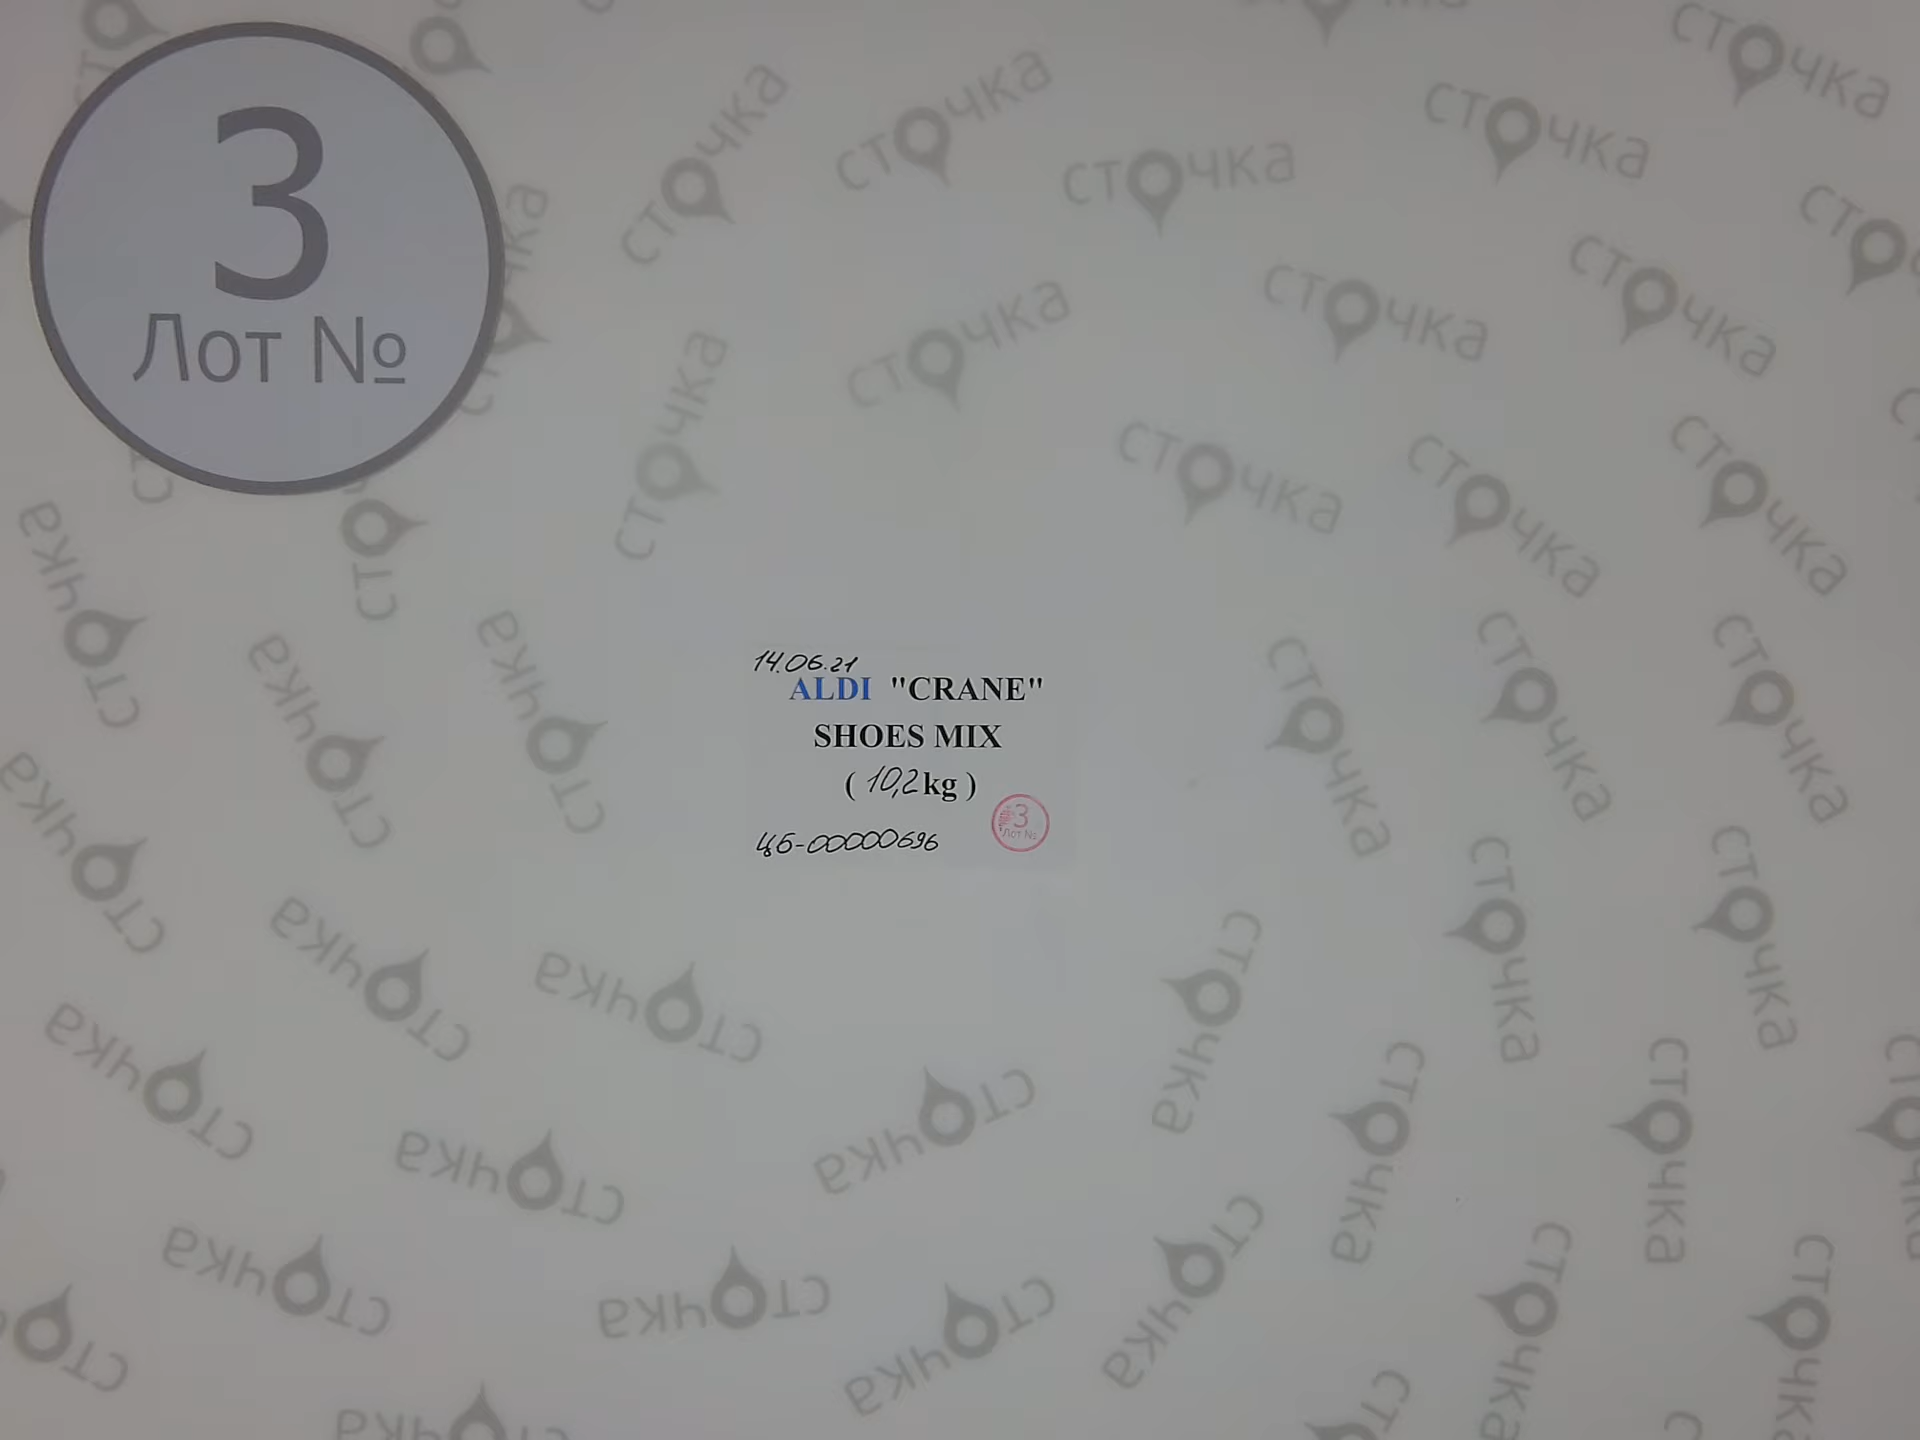 3
Лот №
14.06.21
ALDI "CRANE"
SHOES MIX
( 10,2 kg )
ЦБ-00000696
3
Лот №
сточка